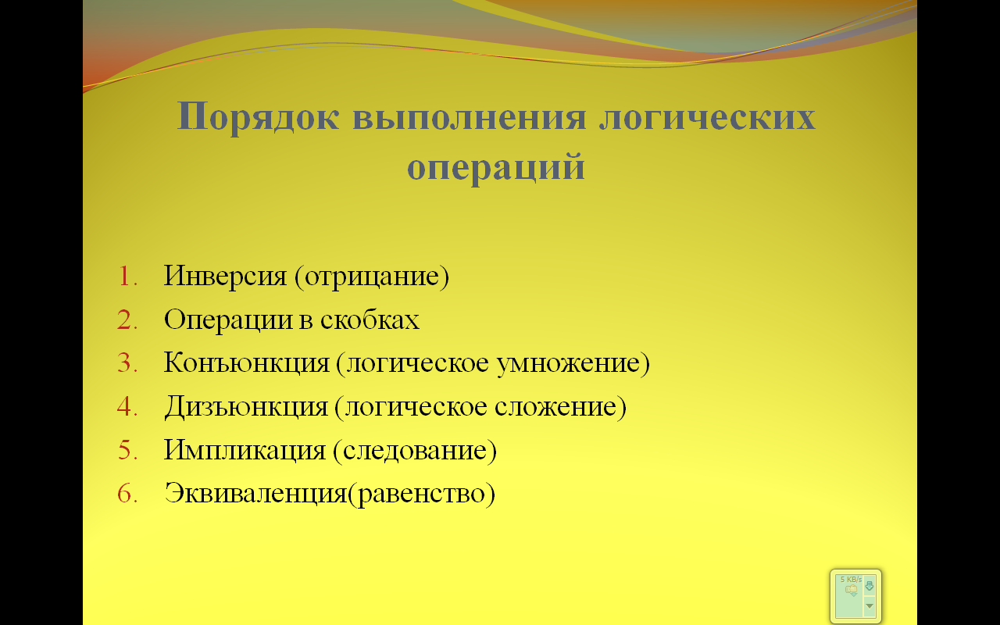 Порядок выполнения логических
операций
1. Инверсия (отрицание)
2. Операции в скобках
3. Конъюнкция (логическое умножение)
4. Дизъюнкция (логическое сложение)
5. Импликация (следование)
6. Эквиваленция(равенство)
5 KB/s